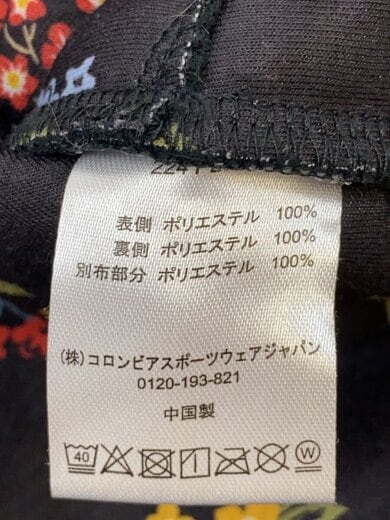 表側 ポリエステル 100%
裏側 ポリエステル 100%
別布部分 ポリエステル 100%
(株)コロンビアスポーツウェアジャパン
0120-193-821
中国製
40 W